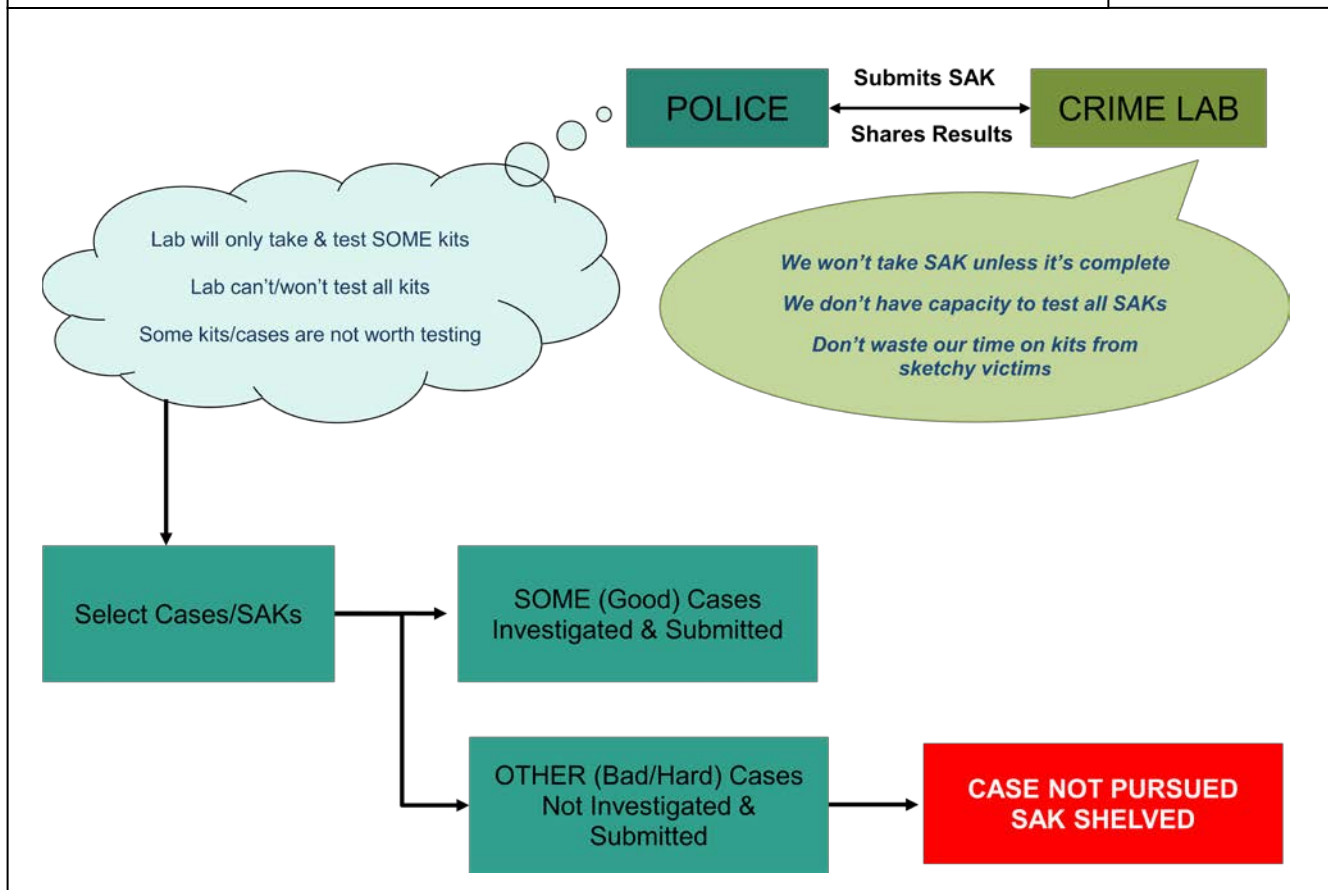 POLICE
Submits SAK
Shares Results
CRIME LAB
Lab will only take & test SOME kits
Lab can't/won't test all kits
Some kits/cases are not worth testing
We won't take SAK unless it's complete
We don't have capacity to test all SAKs
Don't waste our time on kits from
sketchy victims
Select Cases/SAKs
SOME (Good) Cases
Investigated & Submitted
OTHER (Bad/Hard) Cases
Not Investigated &
Submitted
CASE NOT PURSUED
SAK SHELVED